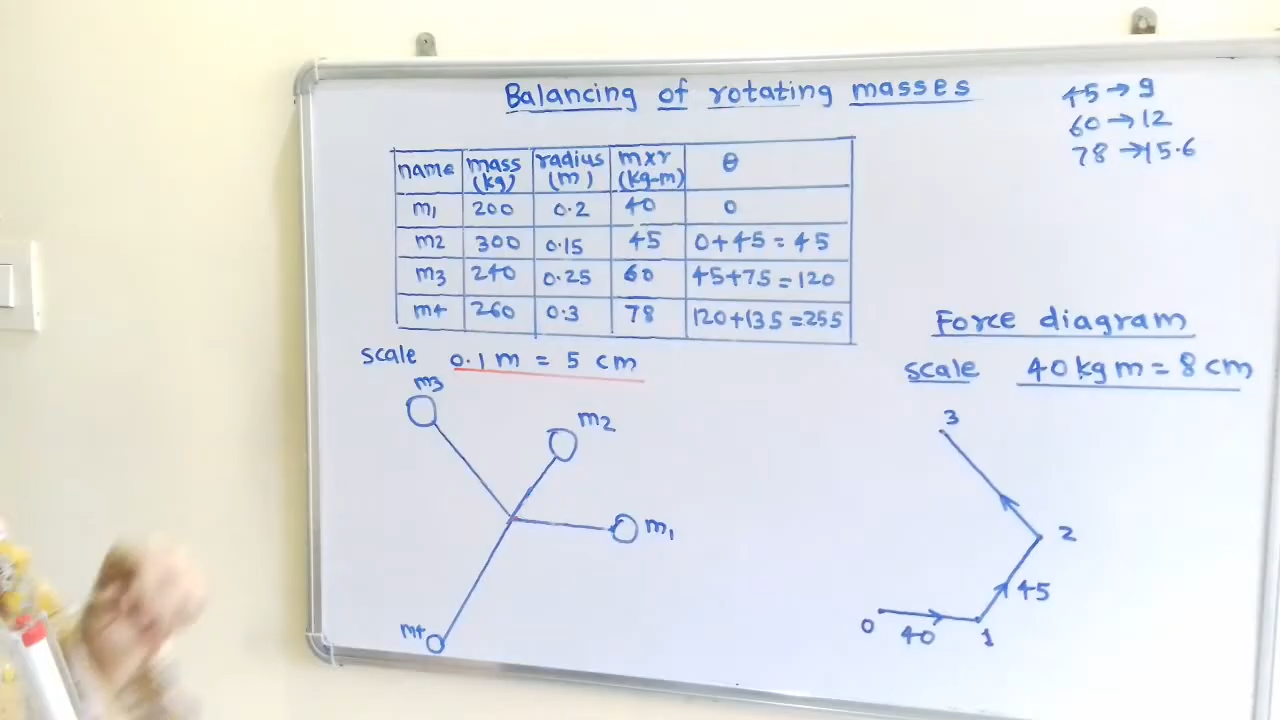 Balancing of rotating masses
45→9
60→12
78→15.6
name mass (kg) radius (m) m×r (kg-m) θ
m1 200 0.2 40 0
m2 300 0.15 45 0+45=45
m3 240 0.25 60 45+75=120
m4 260 0.3 78 120+135=255
scale 0.1m = 5 cm
m3
m2
m1
m4
Force diagram
scale 40 kg m = 8 cm
3
2
45
0
40
1